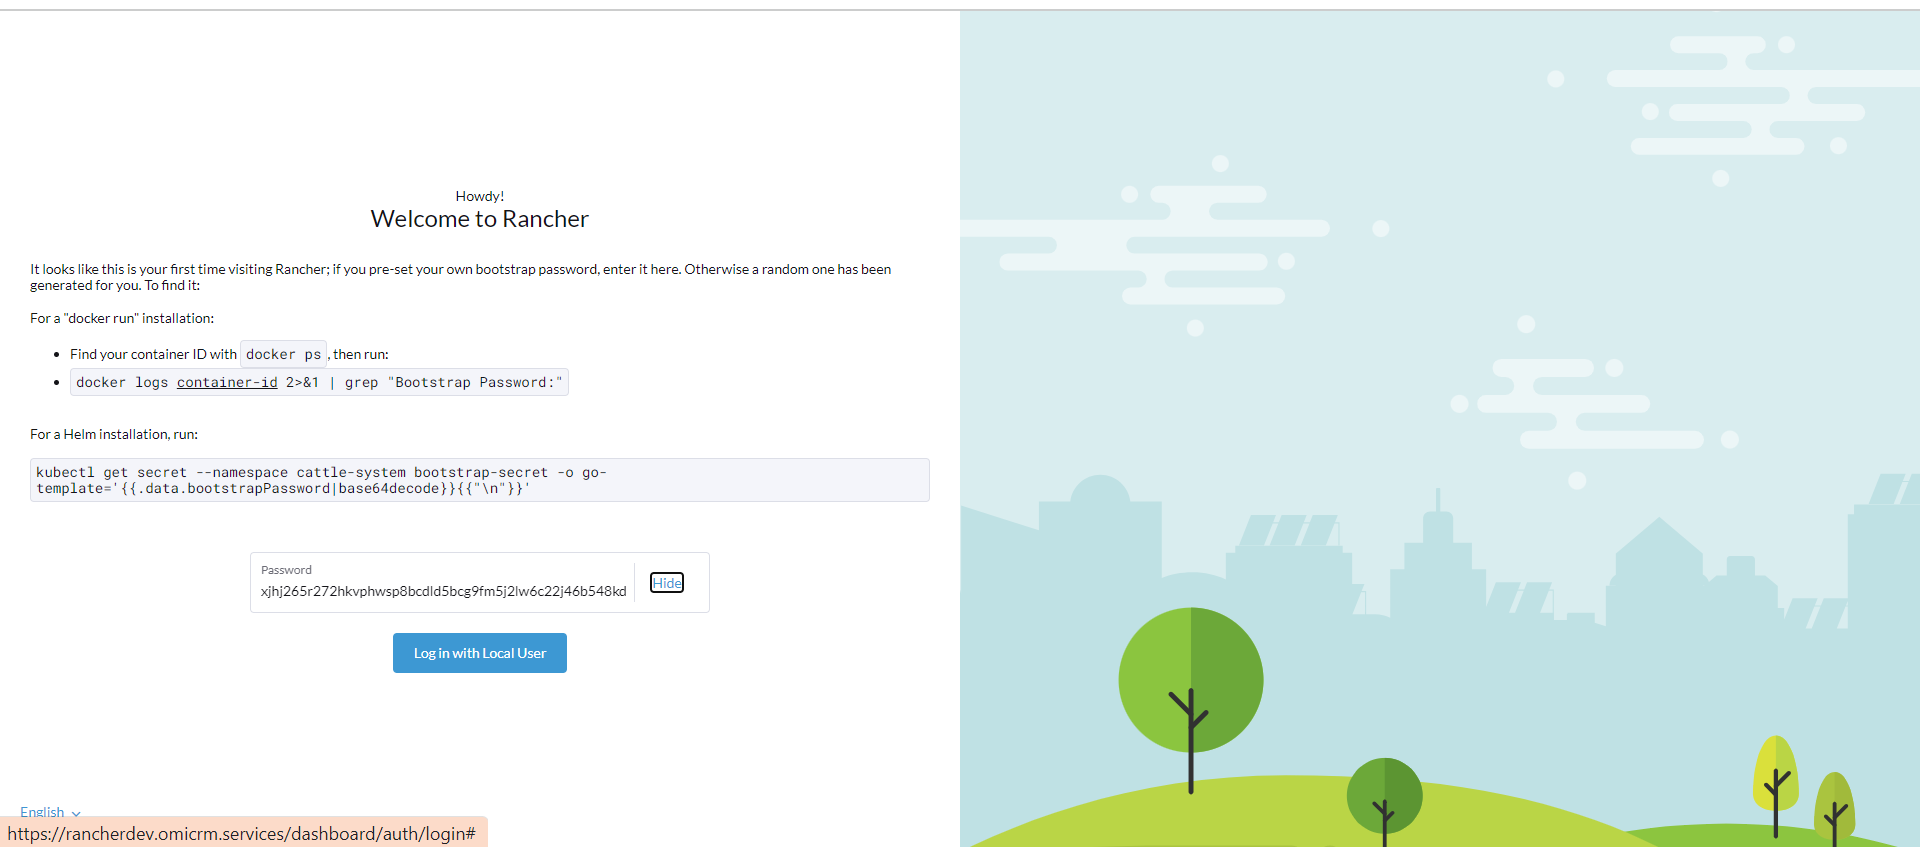 Howdy!
Welcome to Rancher
It looks like this is your first time visiting Rancher; if you pre-set your own bootstrap password, enter it here. Otherwise a random one has been
generated for you. To find it:
For a "docker run" installation:
Find your container ID with docker ps, then run:
docker logs container-id 2>&1 | grep "Bootstrap Password:"
For a Helm installation, run:
kubectl get secret --namespace cattle-system bootstrap-secret -o go-
template='{{.data.bootstrapPassword|base64decode}}{{"\n"}}'
Password
xjhj265r272hkvphwsp8bcdld5bcg9fm5j2lw6c22j46b548kd
Hide
Log in with Local User
English
https://rancherdev.omicrm.services/dashboard/auth/login#